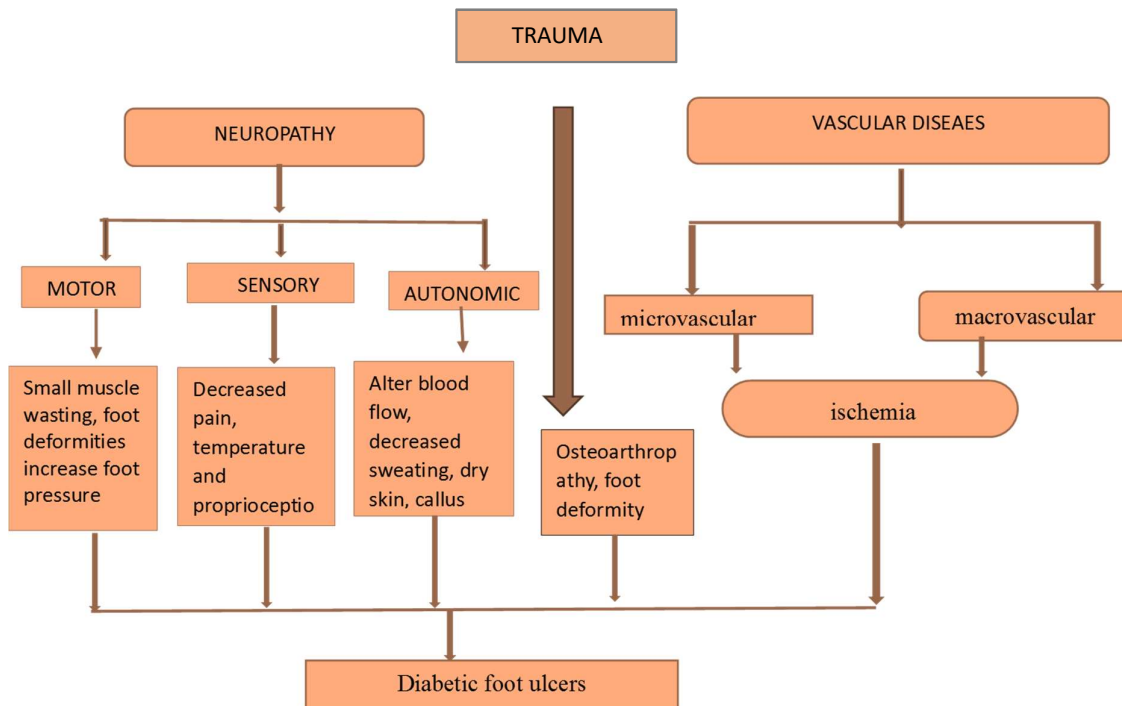 TRAUMA
NEUROPATHY
VASCULAR DISEAES
MOTOR
SENSORY
AUTONOMIC
microvascular
macrovascular
Small muscle
wasting, foot
deformities
increase foot
pressure
Decreased
pain,
temperature
and
proprioceptio
Alter blood
flow,
decreased
sweating, dry
skin, callus
Osteoarthrop
athy, foot
deformity
ischemia
Diabetic foot ulcers